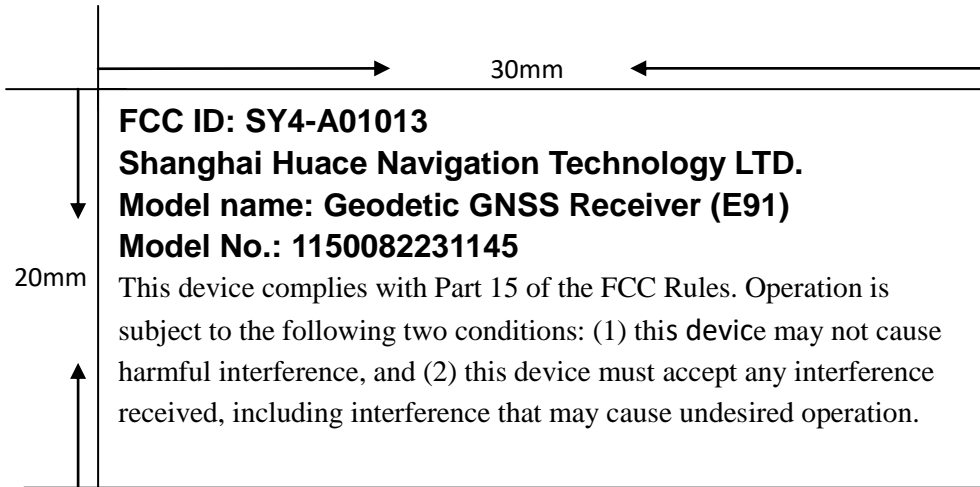 30mm
FCC ID: SY4-A01013
Shanghai Huace Navigation Technology LTD.
Model name: Geodetic GNSS Receiver (E91)
Model No.: 1150082231145
20mm
This device complies with Part 15 of the FCC Rules. Operation is
subject to the following two conditions: (1) this device may not cause
harmful interference, and (2) this device must accept any interference
received, including interference that may cause undesired operation.